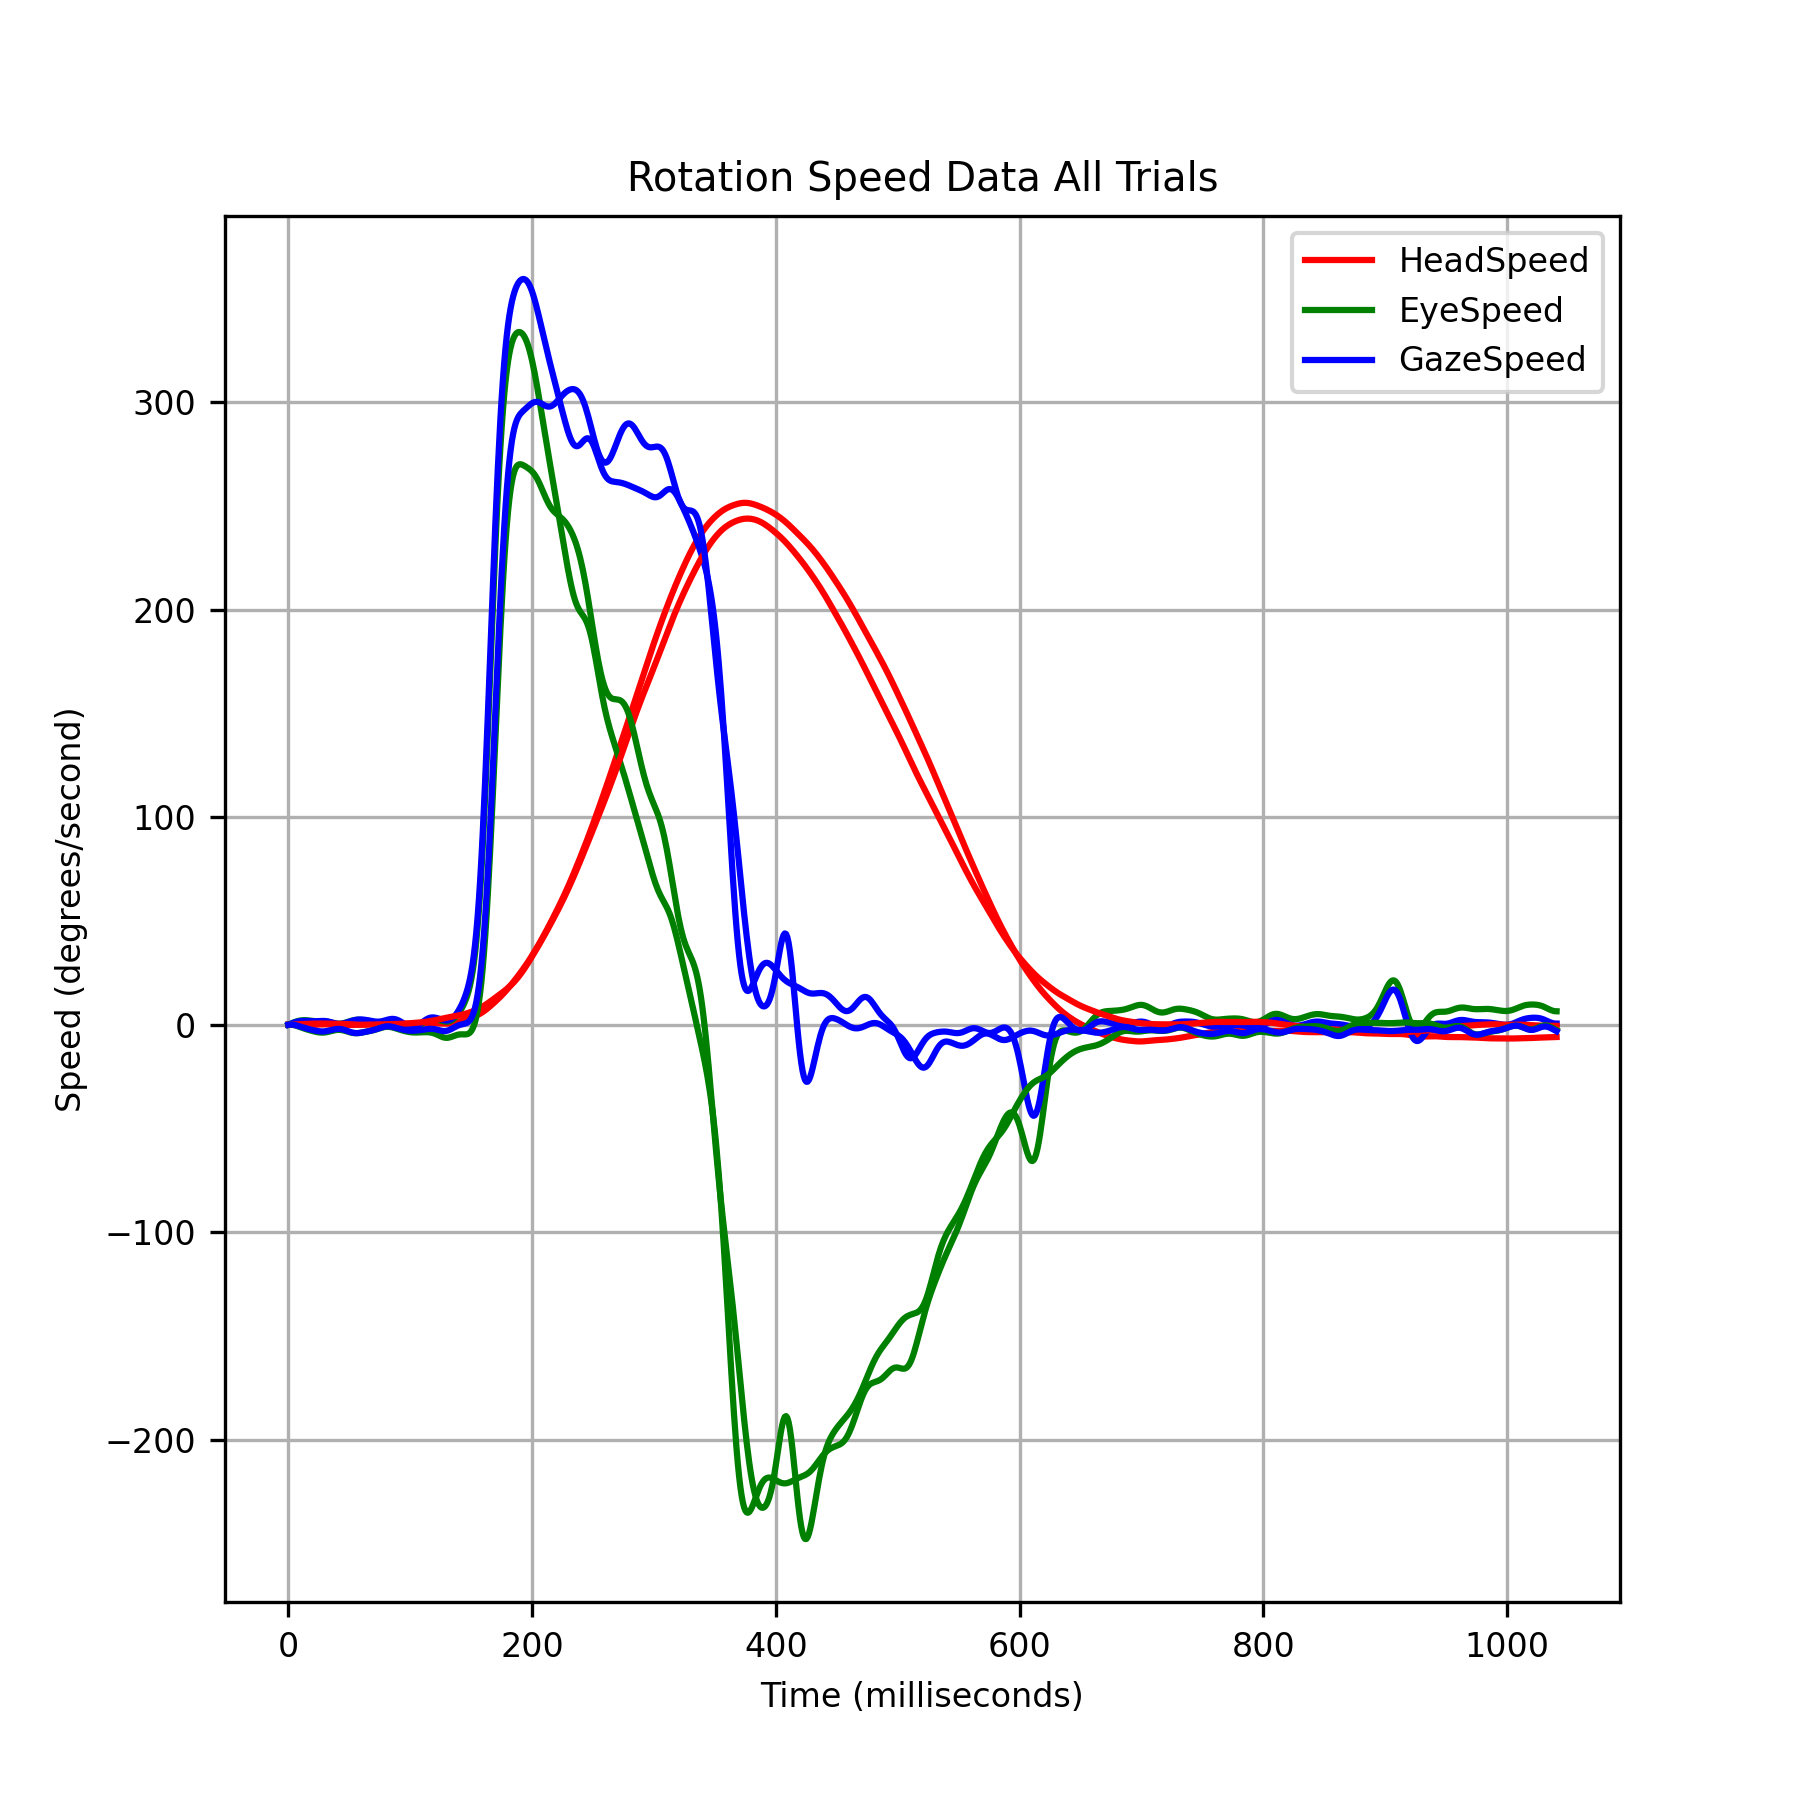 Rotation Speed Data All Trials
HeadSpeed
EyeSpeed
GazeSpeed
300
200
100
0
−100
−200
Speed (degrees/second)
0 200 400 600 800 1000
Time (milliseconds)